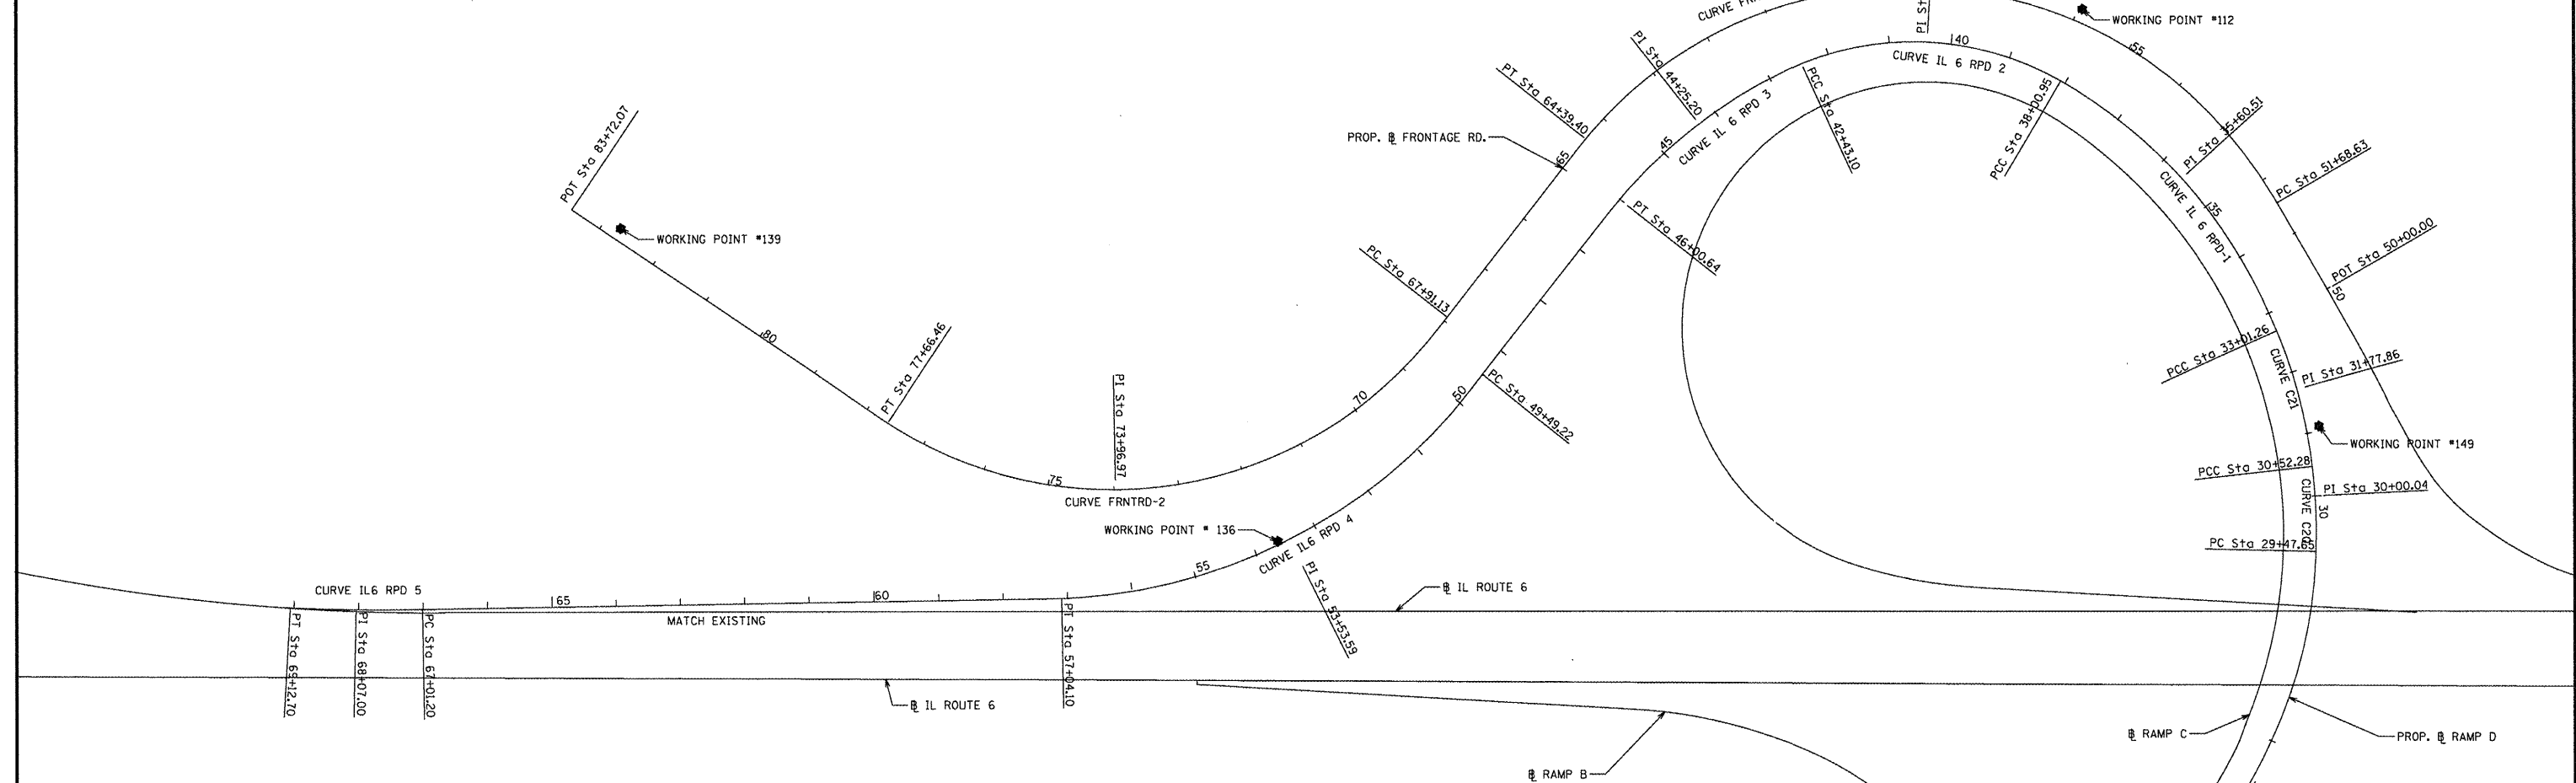 CURVE
PI
WORKING POINT #112
55
40
CURVE IL 6 RPD 2
PI Sta 44+25.20
PT Sta 64+39.40
PCC Sta 42+43.10
PCC Sta 38+00.95
CURVE IL 6 RPD 3
PI Sta 35+60.51
PROP. ℄ FRONTAGE RD.
65
45
POT Sta 83+72.07
PC Sta 51+68.63
CURVE IL 6 RPD-1
35
WORKING POINT #139
PT Sta 46+00.64
PC Sta 67+91.13
POT Sta 50+00.00
50
80
PT Sta 77+66.46
PCC Sta 33+01.26
PI Sta 31+77.86
CURVE C21
PI Sta 73+96.97
70
50
PC Sta 49+49.22
WORKING POINT #149
PCC Sta 30+52.28
75
CURVE FRNTRD-2
PI Sta 30+00.04
30
CURVE C20
WORKING POINT # 136
CURVE IL6 RPD 4
PC Sta 29+47.65
55
PI Sta 53+53.59
CURVE IL6 RPD 5
65
60
℄ IL ROUTE 6
MATCH EXISTING
PT Sta 69+12.70
PI Sta 68+07.00
PC Sta 67+01.20
PT Sta 57+04.10
℄ IL ROUTE 6
℄ RAMP C
PROP. ℄ RAMP D
℄ RAMP B